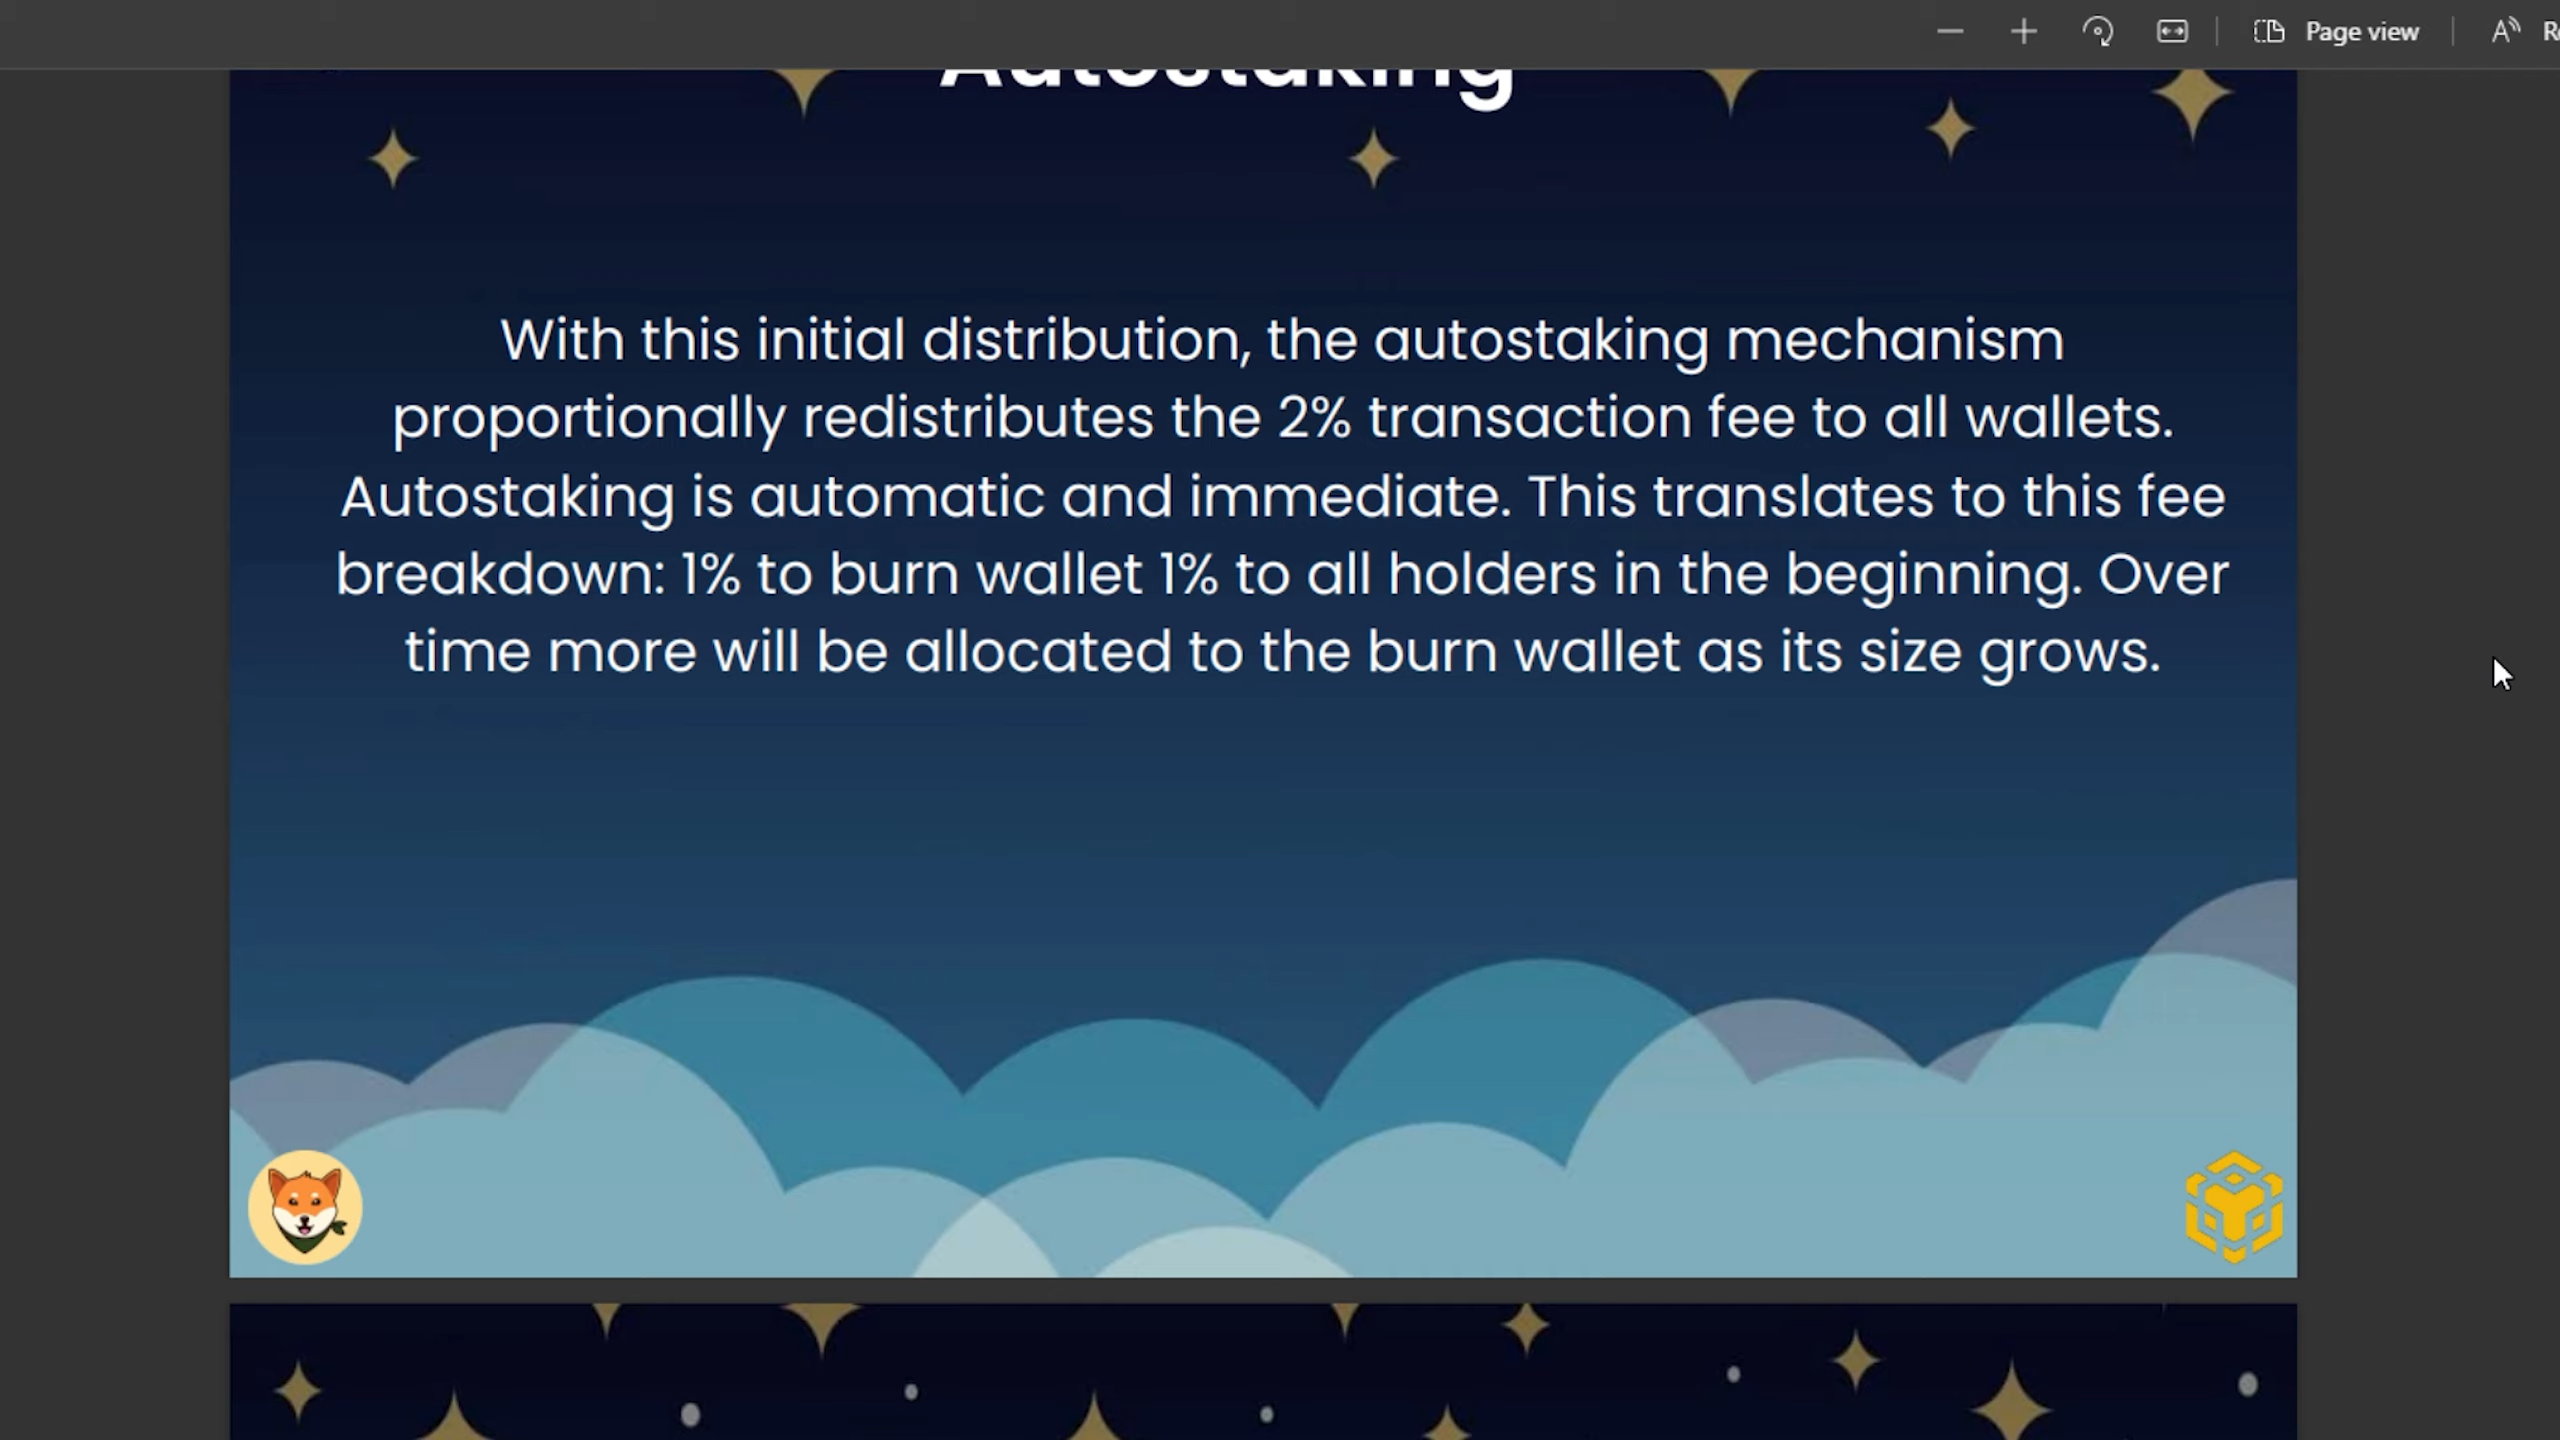 Page view
Autostaking
With this initial distribution, the autostaking mechanism
proportionally redistributes the 2% transaction fee to all wallets.
Autostaking is automatic and immediate. This translates to this fee
breakdown: 1% to burn wallet 1% to all holders in the beginning. Over
time more will be allocated to the burn wallet as its size grows.